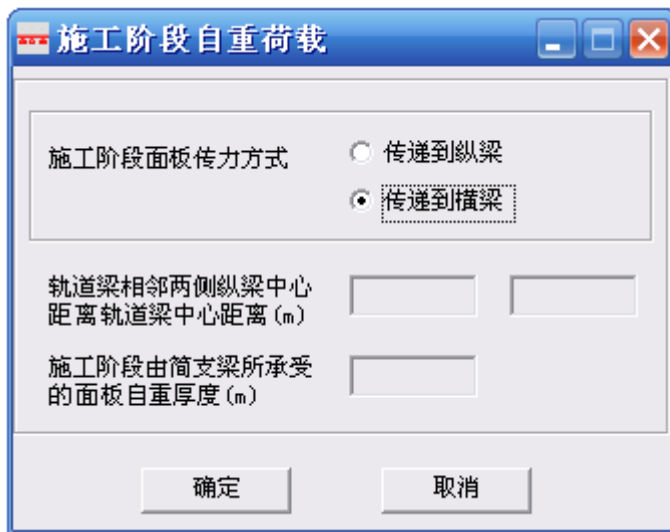 施工阶段自重荷载
施工阶段面板传力方式
传递到纵梁
传递到横梁
轨道梁相邻两侧纵梁中心
距离轨道梁中心距离(m)
施工阶段由简支梁所承受
的面板自重厚度(m)
确定
取消